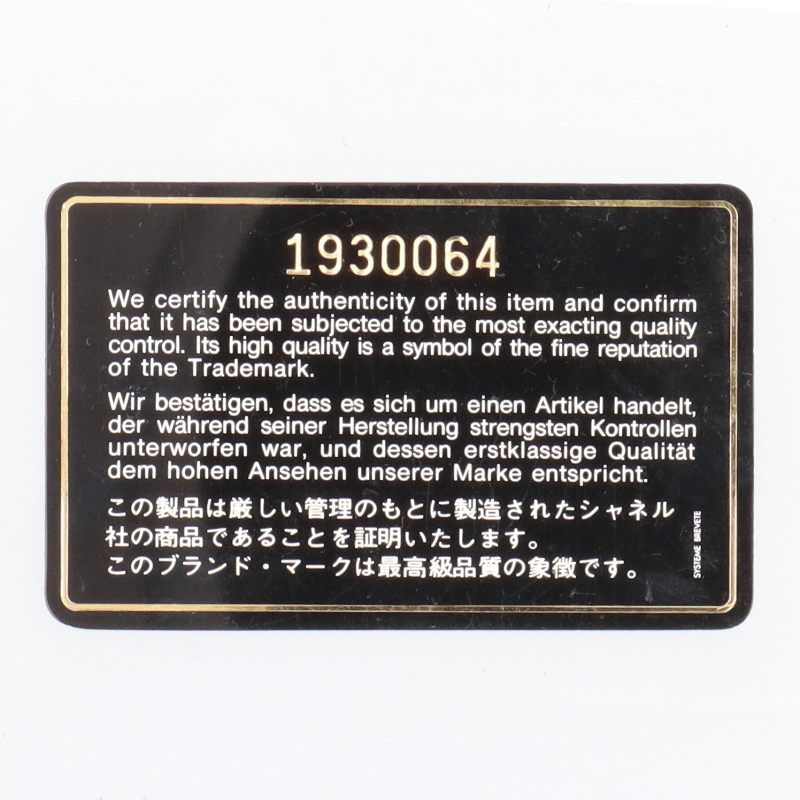 1930064
We certify the authenticity of this item and confirm
that it has been subjected to the most exacting quality
control. Its high quality is a symbol of the fine reputation
of the Trademark.
Wir bestätigen, dass es sich um einen Artikel handelt,
der während seiner Herstellung strengsten Kontrollen
unterworfen war, und dessen erstklassige Qualität
dem hohen Ansehen unserer Marke entspricht.
この製品は厳しい管理のもとに製造されたシャネル
社の商品であることを証明いたします。
このブランド・マークは最高級品質の象徴です。
SYSTEME BREVETE